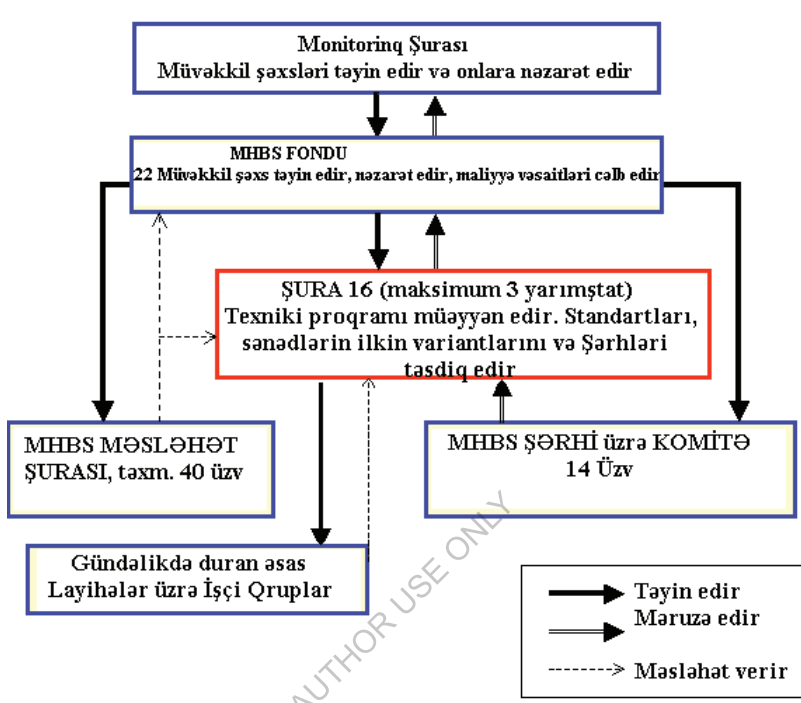 Monitorinq Şurası
Müvəkkil şəxsləri təyin edir və onlara nəzarət edir
MHBS FONDU
22 Müvəkkil şəxs təyin edir, nəzarət edir, maliyyə vəsaitləri cəlb edir
ŞURA 16 (maksimum 3 yarımştat)
Texniki proqramı müəyyən edir. Standartları,
sənədlərin ilkin variantlarını və Şərhləri
təsdiq edir
MHBS MƏSLƏHƏT
ŞURASI, təxm. 40 üzv
MHBS ŞƏRHİ üzrə KOMİTƏ
14 Üzv
Gündəlikdə duran əsas
Layihələr üzrə İşçi Qruplar
Təyin edir
Məruzə edir
Məsləhət verir
AUTHOR USE ONLY